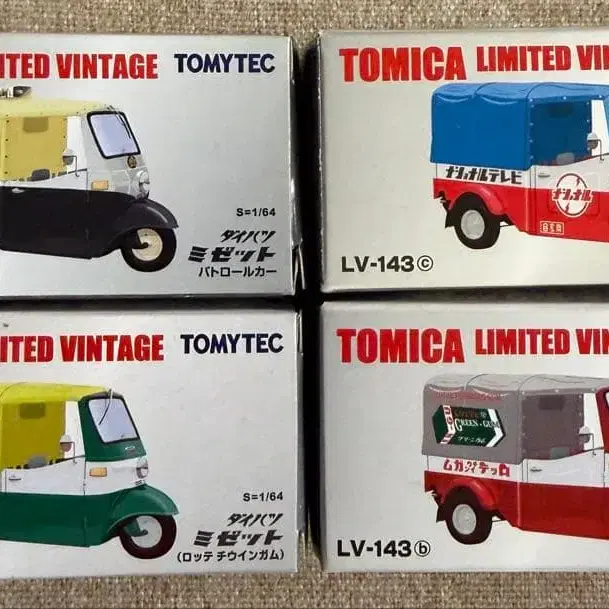 ITED VINTAGE TOMYTEC
S=1/64
ダイハツ
ミゼット
パトロールカー
TOMICA LIMITED VIN
ナショナルテレビ
ナショナル
LV-143ⓒ
ITED VINTAGE TOMYTEC
S=1/64
ダイハツ
ミゼット
(ロッテ チウインガム)
TOMICA LIMITED VIN
GREEN・GUM
LV-143ⓑ